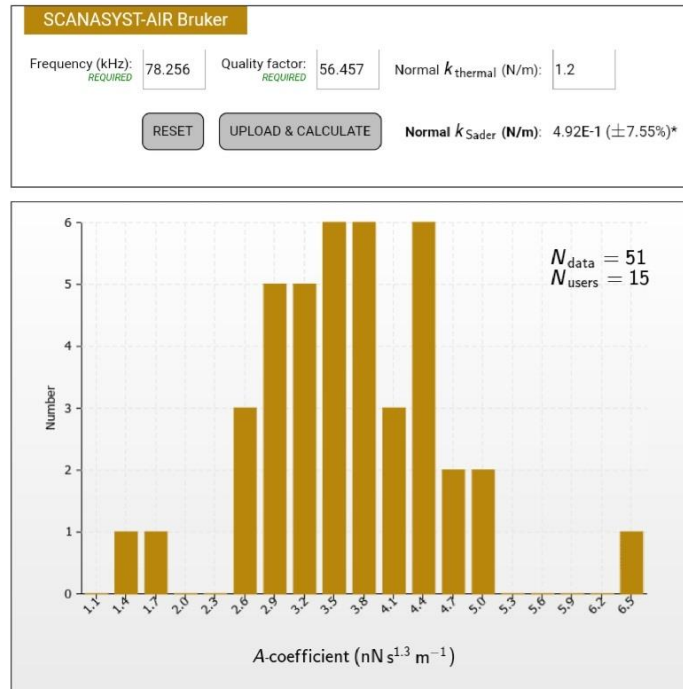 SCANASYST-AIR Bruker
Frequency (kHz): 78.256 Quality factor: 56.457 Normal k thermal (N/m): 1.2
REQUIRED REQUIRED
RESET UPLOAD & CALCULATE Normal k Sader (N/m): 4.92E-1 (±7.55%)*
6
N data = 51
N users = 15
5
4
Number
3
2
1
0
1.1 1.4 1.7 2.0 2.3 2.6 2.9 3.2 3.5 3.8 4.1 4.4 4.7 5.0 5.3 5.6 5.9 6.2 6.5
A-coefficient (nN s^1.3 m^−1)